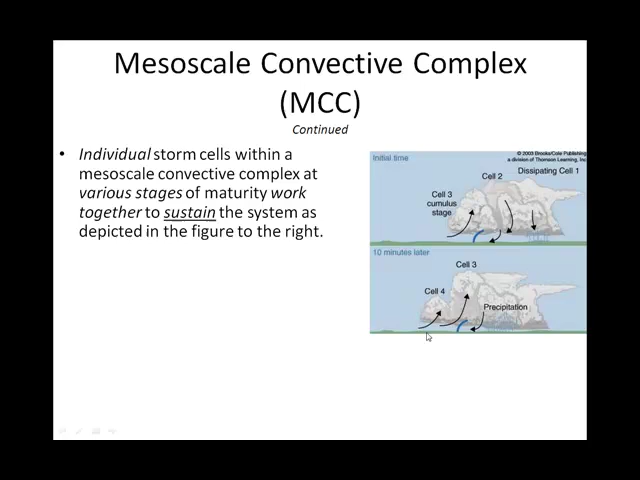 Mesoscale Convective Complex
(MCC)
Continued
• Individual storm cells within a
mesoscale convective complex at
various stages of maturity work
together to sustain the system as
depicted in the figure to the right.
© 2003 Brooks/Cole Publishing
a division of Thomson Learning, Inc
Initial time
Dissipating Cell 1
Cell 2
Cell 3
cumulus
stage
10 minutes later
Cell 3
Cell 4
Precipitation